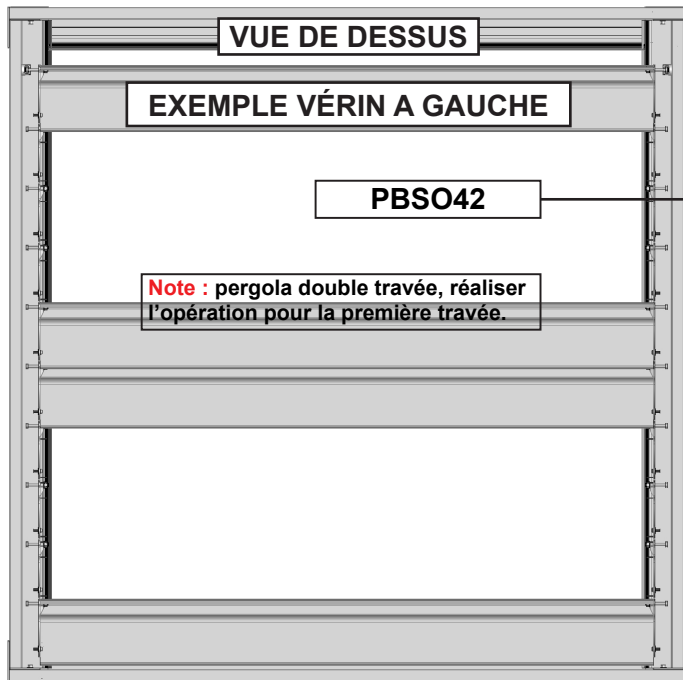 VUE DE DESSUS
EXEMPLE VÉRIN A GAUCHE
PBSO42
Note : pergola double travée, réaliser
l’opération pour la première travée.